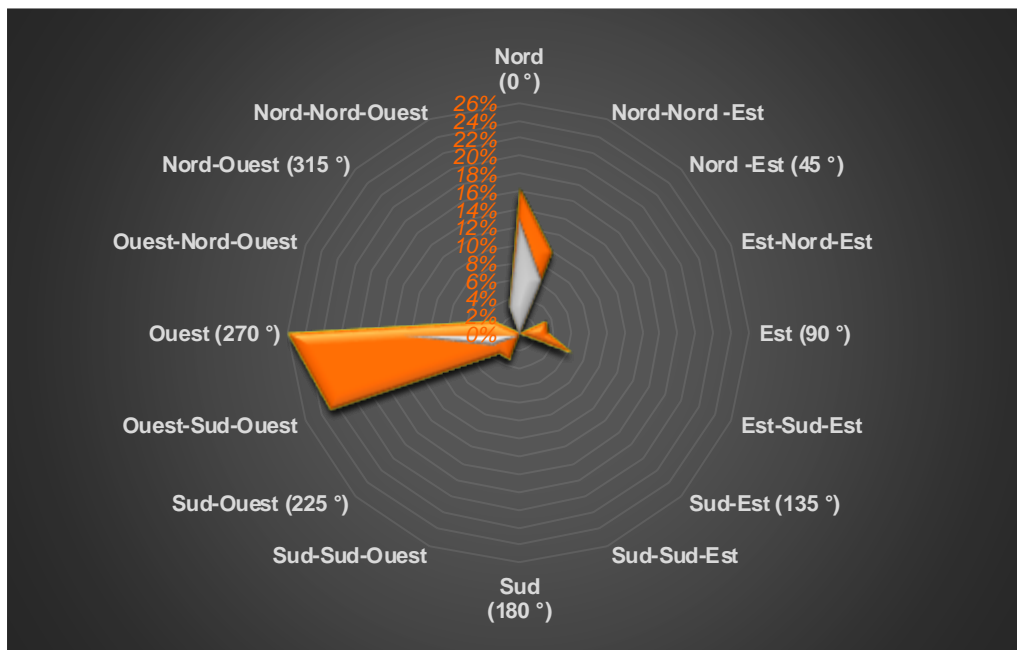 Nord
(0 °)
Nord-Nord-Ouest
26%
Nord-Nord -Est
24%
22%
20%
Nord-Ouest (315 °)
Nord -Est (45 °)
18%
16%
14%
12%
Ouest-Nord-Ouest
Est-Nord-Est
10%
8%
6%
4%
2%
Ouest (270 °)
0%
Est (90 °)
Ouest-Sud-Ouest
Est-Sud-Est
Sud-Ouest (225 °)
Sud-Est (135 °)
Sud-Sud-Ouest
Sud-Sud-Est
Sud
(180 °)